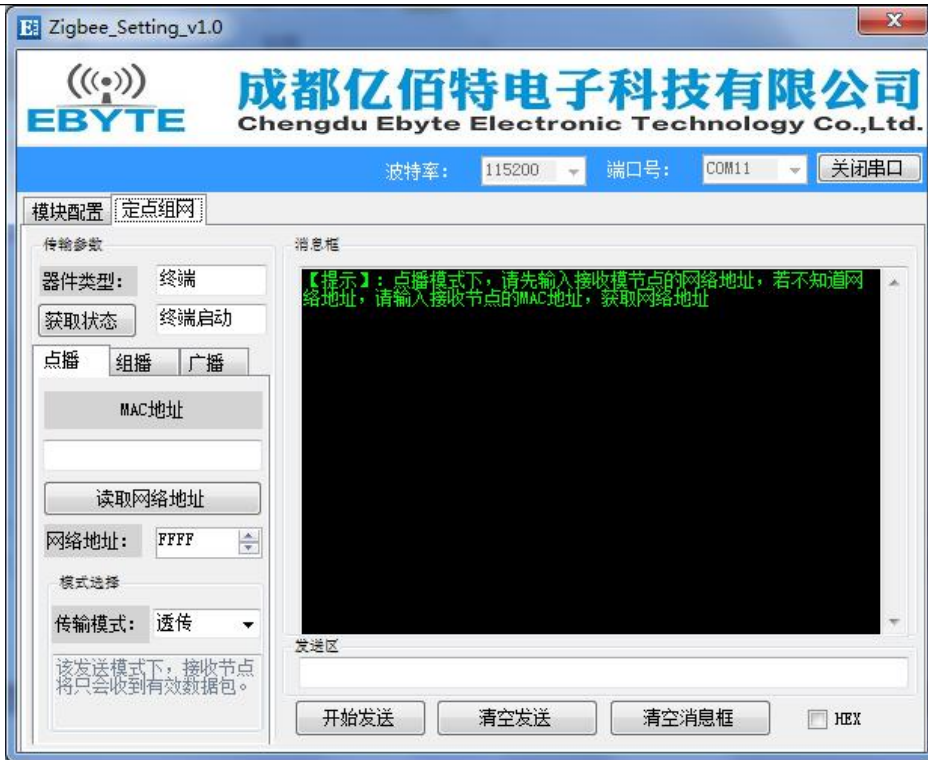 Zigbee_Setting_v1.0
EBYTE
成都亿佰特电子科技有限公司
Chengdu Ebyte Electronic Technology Co.,Ltd.
波特率： 115200 端口号： COM11 关闭串口
模块配置 定点组网
传输参数
器件类型： 终端
获取状态 终端启动
点播 组播 广播
MAC地址
读取网络地址
网络地址： FFFF
模式选择
传输模式： 透传
该发送模式下，接收节点
将只会收到有效数据包。
消息框
【提示】：点播模式下，请先输入接收模节点的网络地址，若不知道网
络地址，请输入接收节点的MAC地址，获取网络地址
发送区
开始发送 清空发送 清空消息框 HEX